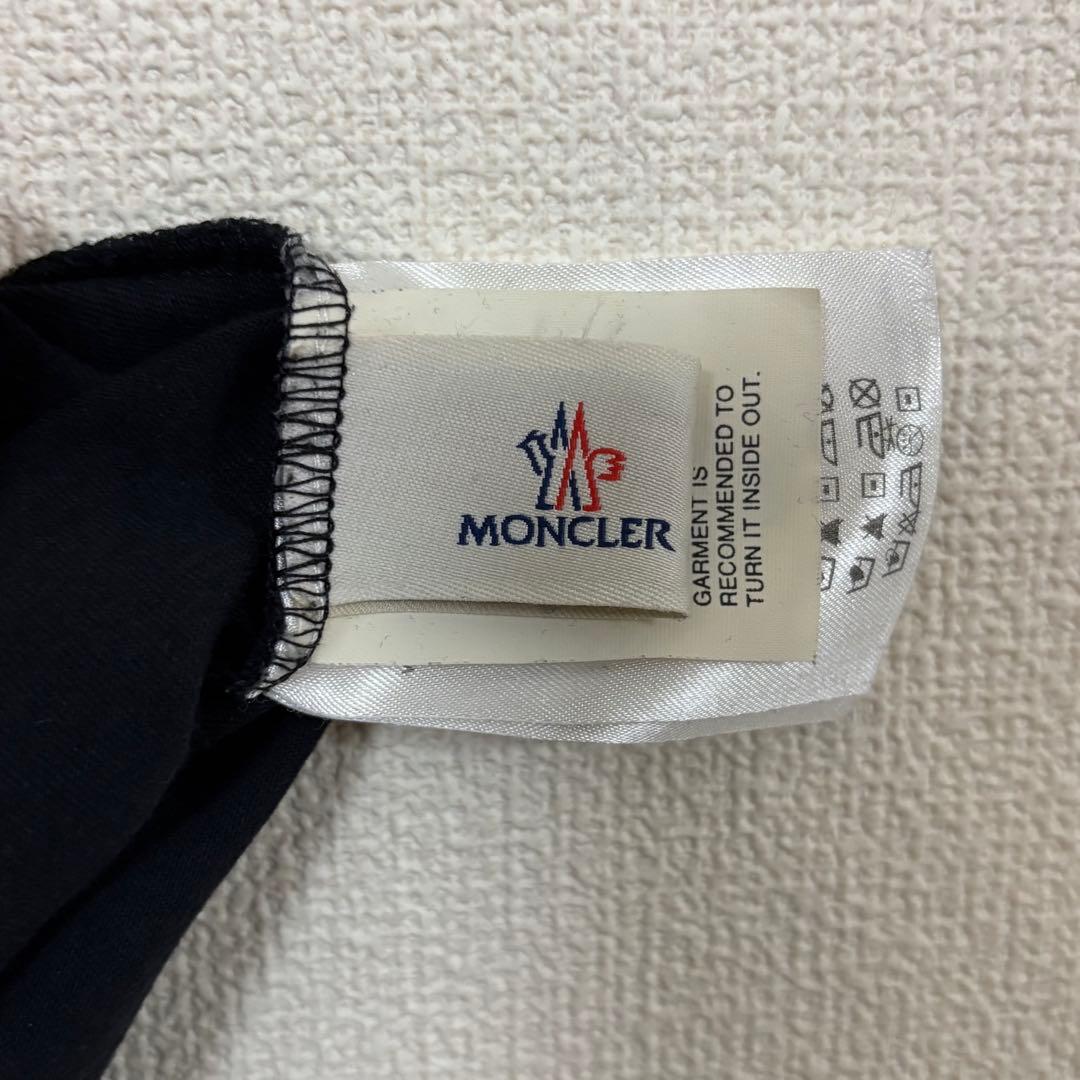 MONCLER
GARMENT IS
RECOMMENDED TO
TURN IT INSIDE OUT.